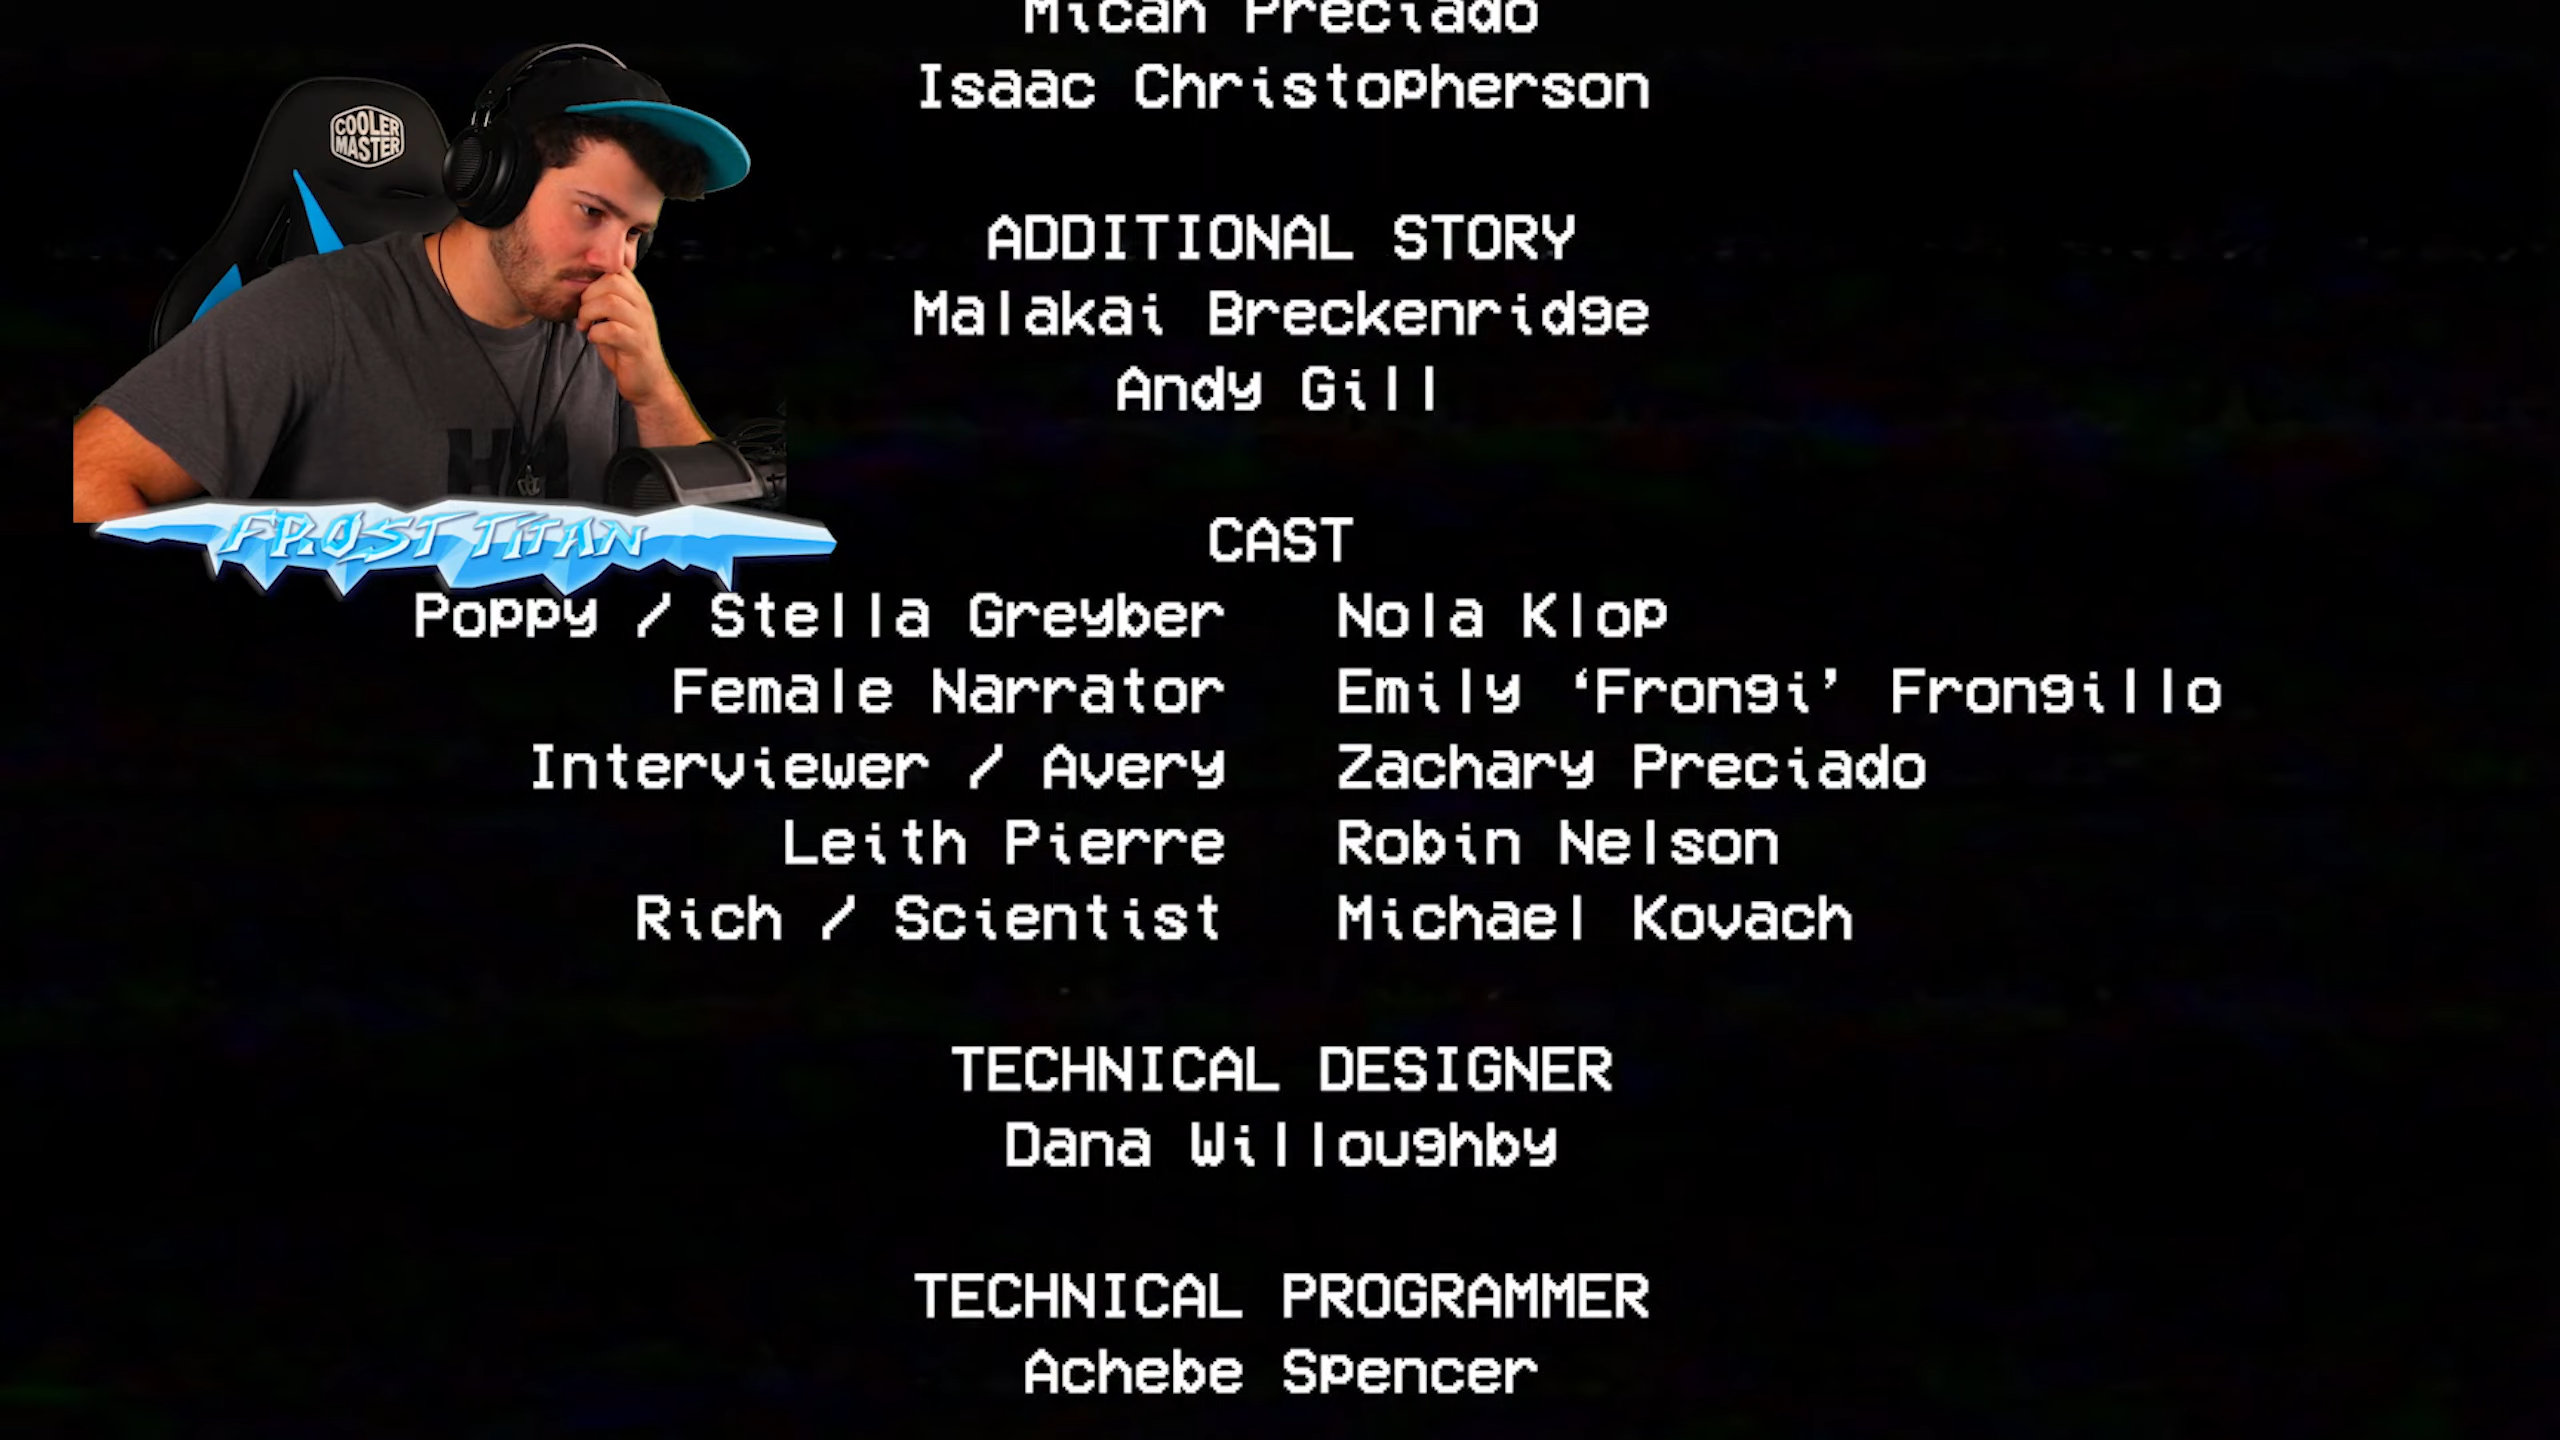 Micah Preciado
Isaac Christopherson
COOLER
MASTER
ADDITIONAL STORY
Malakai Breckenridge
Andy Gill
FROST TITAN
CAST
Poppy / Stella Greyber Nola Klop
Female Narrator Emily ‘Frongi’ Frongillo
Interviewer / Avery Zachary Preciado
Leith Pierre Robin Nelson
Rich / Scientist Michael Kovach
TECHNICAL DESIGNER
Dana Willoughby
TECHNICAL PROGRAMMER
Achebe Spencer